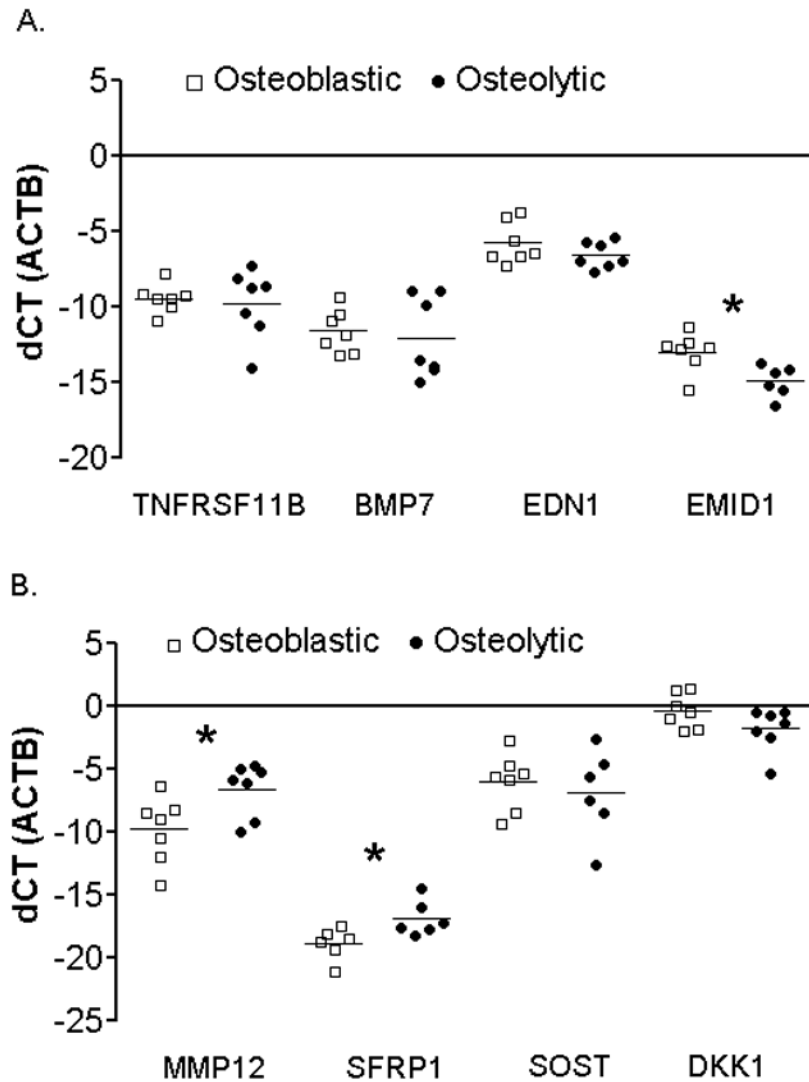 A.
5
□ Osteoblastic ● Osteolytic
0
-5
-10
-15
-20
dCT (ACTB)
*
TNFRSF11B BMP7 EDN1 EMID1
B.
5
□ Osteoblastic ● Osteolytic
0
-5
-10
-15
-20
-25
dCT (ACTB)
*
*
MMP12 SFRP1 SOST DKK1